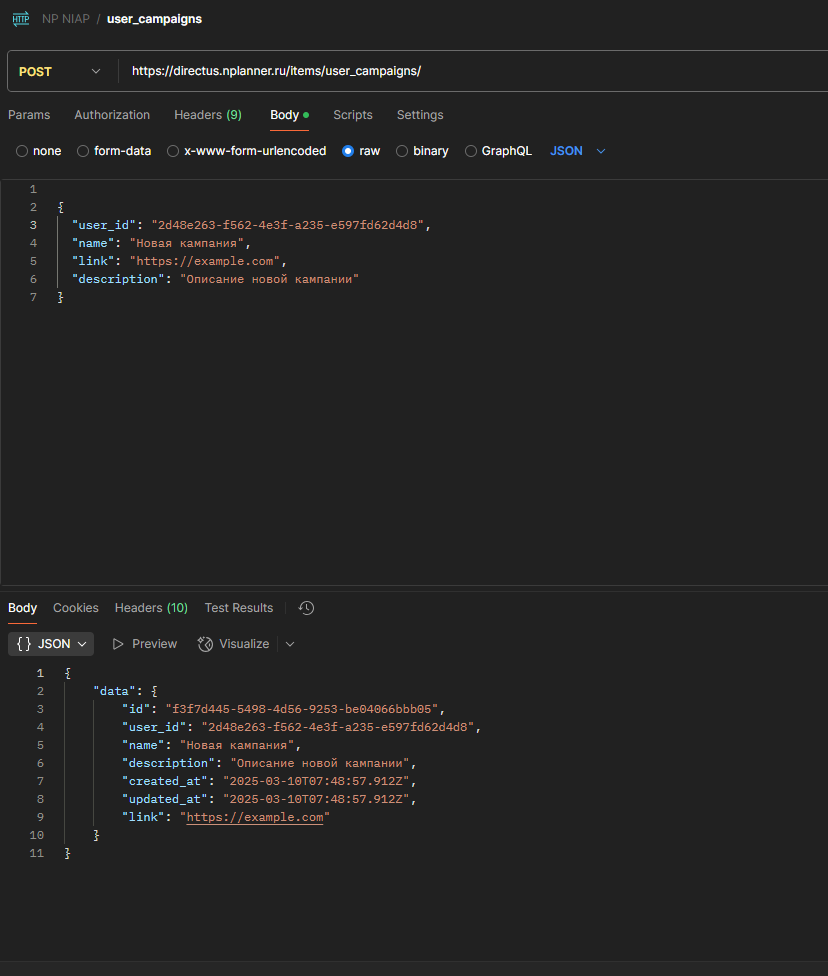 HTTP NP NIAP / user_campaigns
POST https://directus.nplanner.ru/items/user_campaigns/
Params Authorization Headers (9) Body Scripts Settings
none form-data x-www-form-urlencoded raw binary GraphQL JSON
1
2 {
3 "user_id": "2d48e263-f562-4e3f-a235-e597fd62d4d8",
4 "name": "Новая кампания",
5 "link": "https://example.com",
6 "description": "Описание новой кампании"
7 }
Body Cookies Headers (10) Test Results
{} JSON Preview Visualize
1 {
2 "data": {
3 "id": "f3f7d445-5498-4d56-9253-be04066bbb05",
4 "user_id": "2d48e263-f562-4e3f-a235-e597fd62d4d8",
5 "name": "Новая кампания",
6 "description": "Описание новой кампании",
7 "created_at": "2025-03-10T07:48:57.912Z",
8 "updated_at": "2025-03-10T07:48:57.912Z",
9 "link": "https://example.com"
10 }
11 }